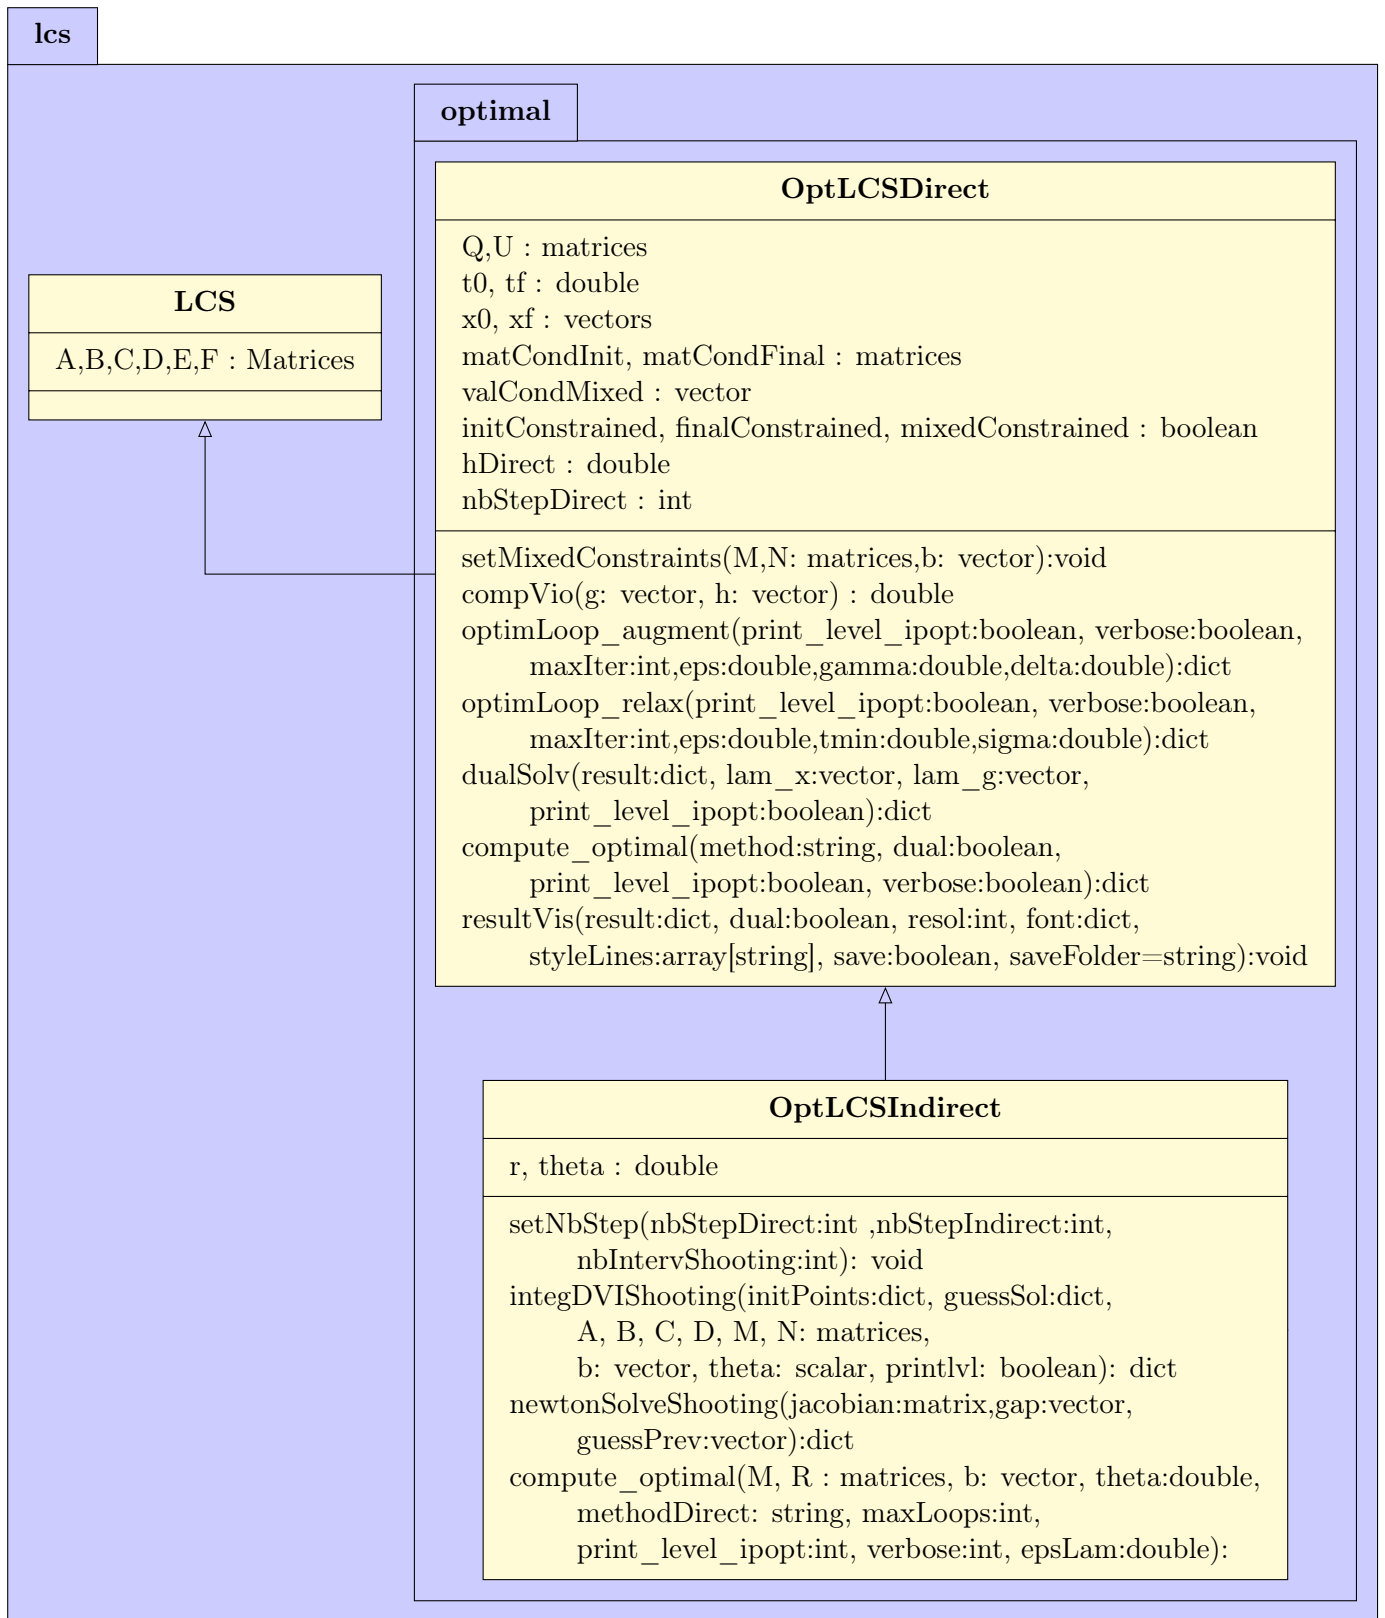 lcs
optimal
OptLCSDirect
Q,U : matrices
t0, tf : double
x0, xf : vectors
matCondInit, matCondFinal : matrices
valCondMixed : vector
initConstrained, finalConstrained, mixedConstrained : boolean
hDirect : double
nbStepDirect : int
setMixedConstraints(M,N: matrices,b: vector):void
compVio(g: vector, h: vector) : double
optimLoop_augment(print_level_ipopt:boolean, verbose:boolean,
maxIter:int,eps:double,gamma:double,delta:double):dict
optimLoop_relax(print_level_ipopt:boolean, verbose:boolean,
maxIter:int,eps:double,tmin:double,sigma:double):dict
dualSolv(result:dict, lam_x:vector, lam_g:vector,
print_level_ipopt:boolean):dict
compute_optimal(method:string, dual:boolean,
print_level_ipopt:boolean, verbose:boolean):dict
resultVis(result:dict, dual:boolean, resol:int, font:dict,
styleLines:array[string], save:boolean, saveFolder=string):void
LCS
A,B,C,D,E,F : Matrices
OptLCSIndirect
r, theta : double
setNbStep(nbStepDirect:int ,nbStepIndirect:int,
nbIntervShooting:int): void
integDVIShooting(initPoints:dict, guessSol:dict,
A, B, C, D, M, N: matrices,
b: vector, theta: scalar, printlvl: boolean): dict
newtonSolveShooting(jacobian:matrix,gap:vector,
guessPrev:vector):dict
compute_optimal(M, R : matrices, b: vector, theta:double,
methodDirect: string, maxLoops:int,
print_level_ipopt:int, verbose:int, epsLam:double):